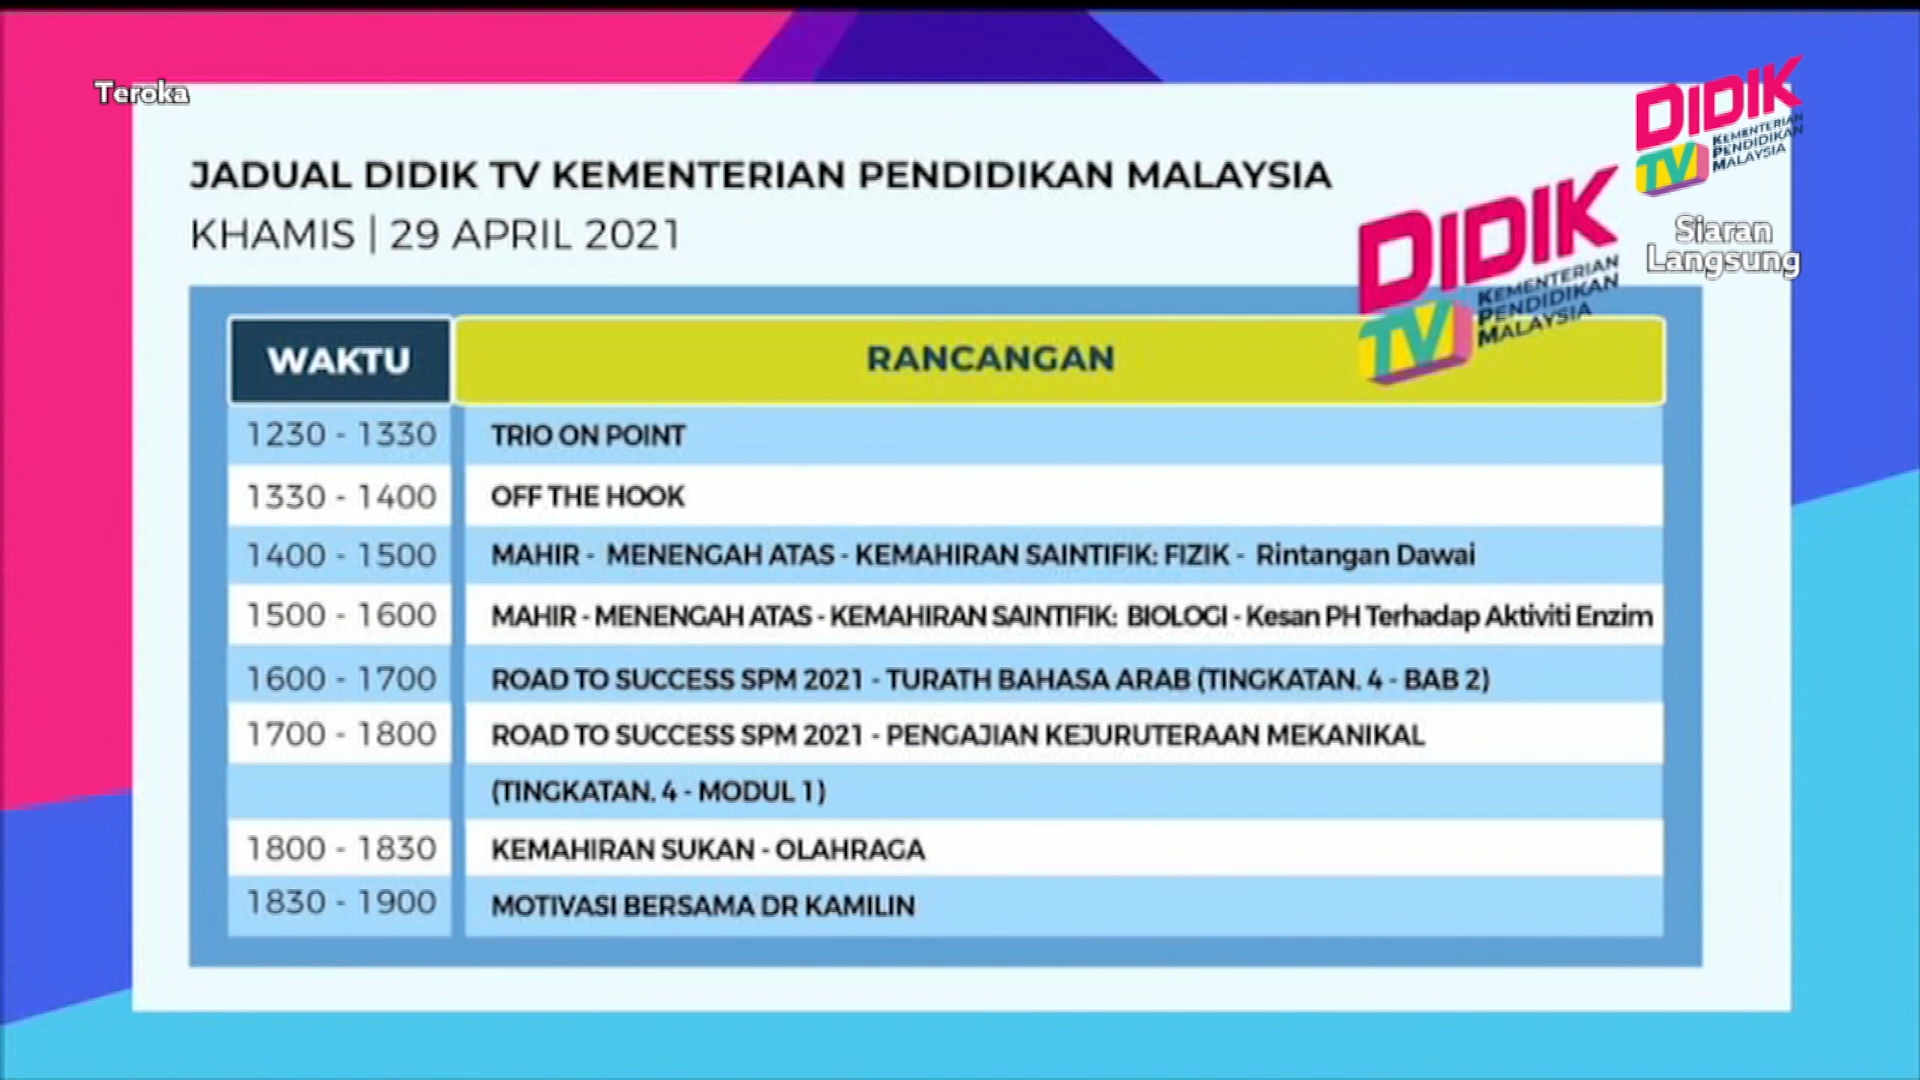 Teroka
DIDIK
TV
KEMENTERIAN
PENDIDIKAN
MALAYSIA
Siaran
Langsung
JADUAL DIDIK TV KEMENTERIAN PENDIDIKAN MALAYSIA
KHAMIS | 29 APRIL 2021
DIDIK
TV
KEMENTERIAN
PENDIDIKAN
MALAYSIA
WAKTU RANCANGAN
1230 - 1330 TRIO ON POINT
1330 - 1400 OFF THE HOOK
1400 - 1500 MAHIR - MENENGAH ATAS - KEMAHIRAN SAINTIFIK: FIZIK - Rintangan Dawai
1500 - 1600 MAHIR - MENENGAH ATAS - KEMAHIRAN SAINTIFIK: BIOLOGI - Kesan PH Terhadap Aktiviti Enzim
1600 - 1700 ROAD TO SUCCESS SPM 2021 - TURATH BAHASA ARAB (TINGKATAN. 4 - BAB 2)
1700 - 1800 ROAD TO SUCCESS SPM 2021 - PENGAJIAN KEJURUTERAAN MEKANIKAL
(TINGKATAN. 4 - MODUL 1)
1800 - 1830 KEMAHIRAN SUKAN - OLAHRAGA
1830 - 1900 MOTIVASI BERSAMA DR KAMILIN